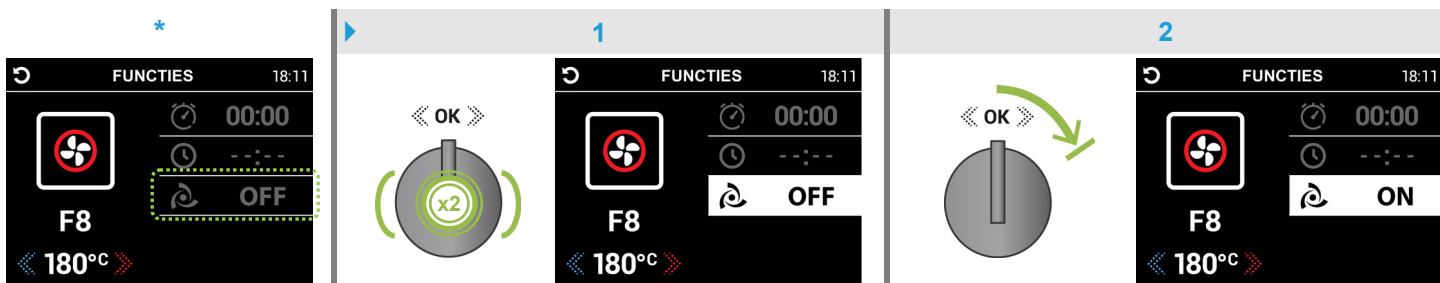 *
FUNCTIES 18:11
00:00
--:--
OFF
F8
180°C
1
OK
x2
FUNCTIES 18:11
00:00
--:--
OFF
F8
180°C
2
OK
FUNCTIES 18:11
00:00
--:--
ON
F8
180°C